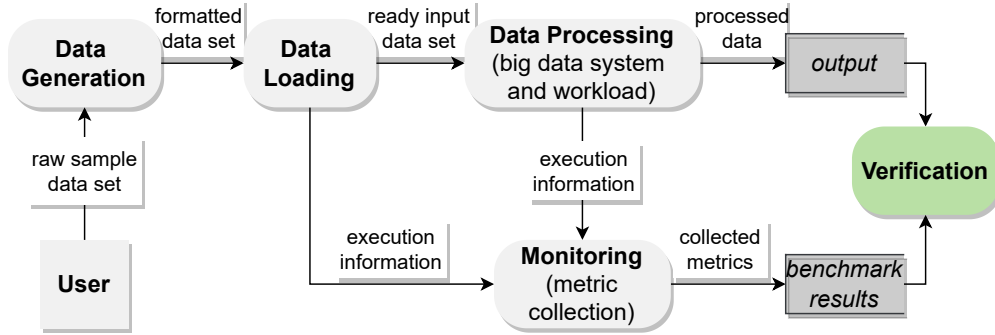 formatted
data set
ready input
data set
processed
data
Data
Generation
Data
Loading
Data Processing
(big data system
and workload)
output
raw sample
data set
execution
information
Verification
User
execution
information
Monitoring
(metric
collection)
collected
metrics
benchmark
results